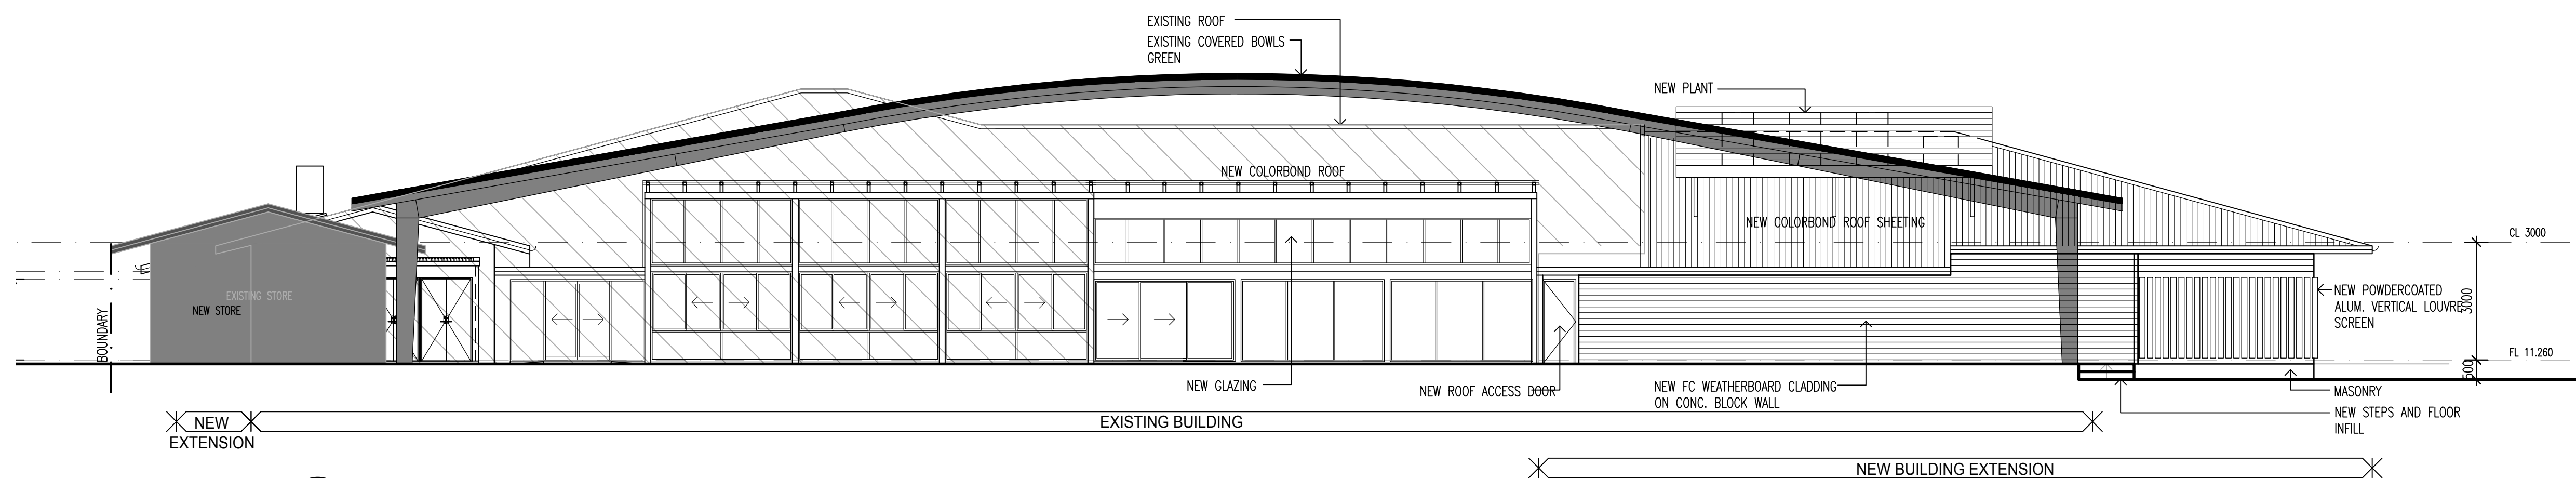 EXISTING ROOF
EXISTING COVERED BOWLS
GREEN
NEW PLANT
NEW COLORBOND ROOF
NEW COLORBOND ROOF SHEETING
CL 3000
EXISTING STORE
NEW STORE
BOUNDARY
NEW POWDERCOATED
ALUM. VERTICAL LOUVRE
SCREEN
3000
FL 11.260
500
NEW GLAZING
NEW ROOF ACCESS DOOR
NEW FC WEATHERBOARD CLADDING
ON CONC. BLOCK WALL
MASONRY
NEW STEPS AND FLOOR
INFILL
NEW
EXTENSION
EXISTING BUILDING
NEW BUILDING EXTENSION